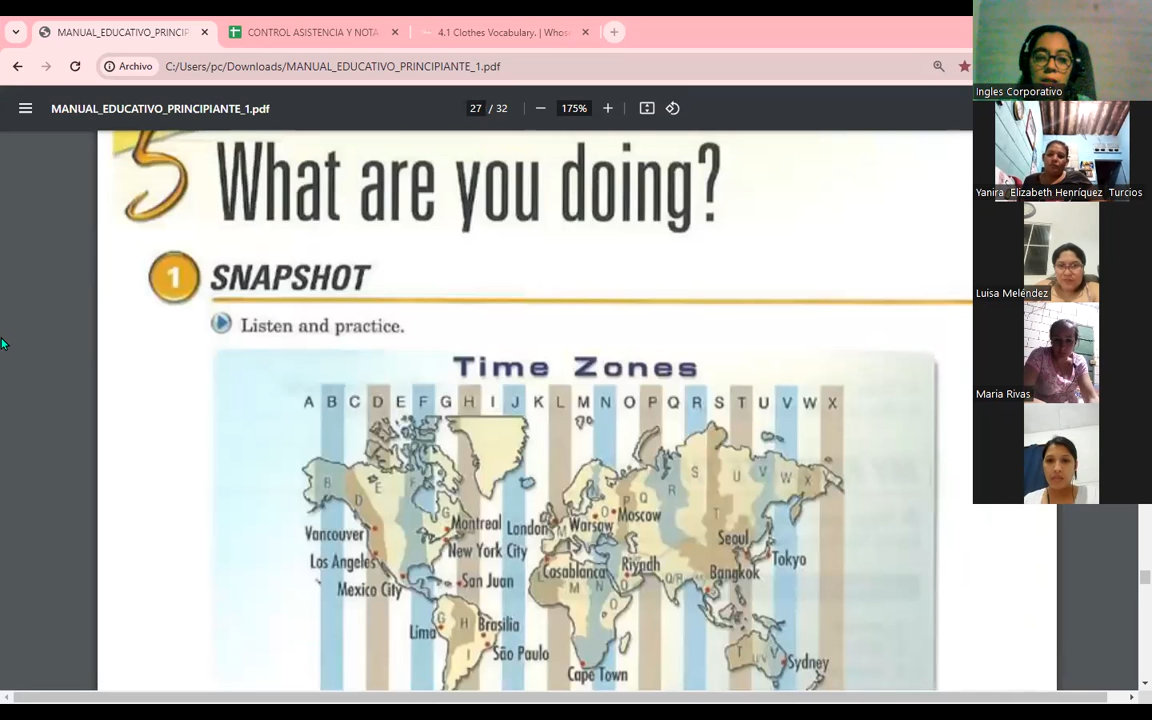 MANUAL_EDUCATIVO_PRINCIP
CONTROL ASISTENCIA Y NOTA
4.1 Clothes Vocabulary. | Whos
Archivo
C:/Users/pc/Downloads/MANUAL_EDUCATIVO_PRINCIPIANTE_1.pdf
MANUAL_EDUCATIVO_PRINCIPIANTE_1.pdf
27 / 32
175%
Ingles Corporativo
Yanira Elizabeth Henríquez Turcios
Luisa Meléndez
Maria Rivas
5 What are you doing?
1 SNAPSHOT
Listen and practice.
Time Zones
A B C D E F G H I J K L M N O P Q R S T U V W X
B D E F G
M O P Q R S T U V W X
Vancouver
Montreal
London
Warsaw
Moscow
Los Angeles
New York City
Seoul
Tokyo
Mexico City
San Juan
Casablanca
Riyadh
Bangkok
M N O Q/R
Lima
G H I
Brasilia
São Paulo
Cape Town
T V
Sydney